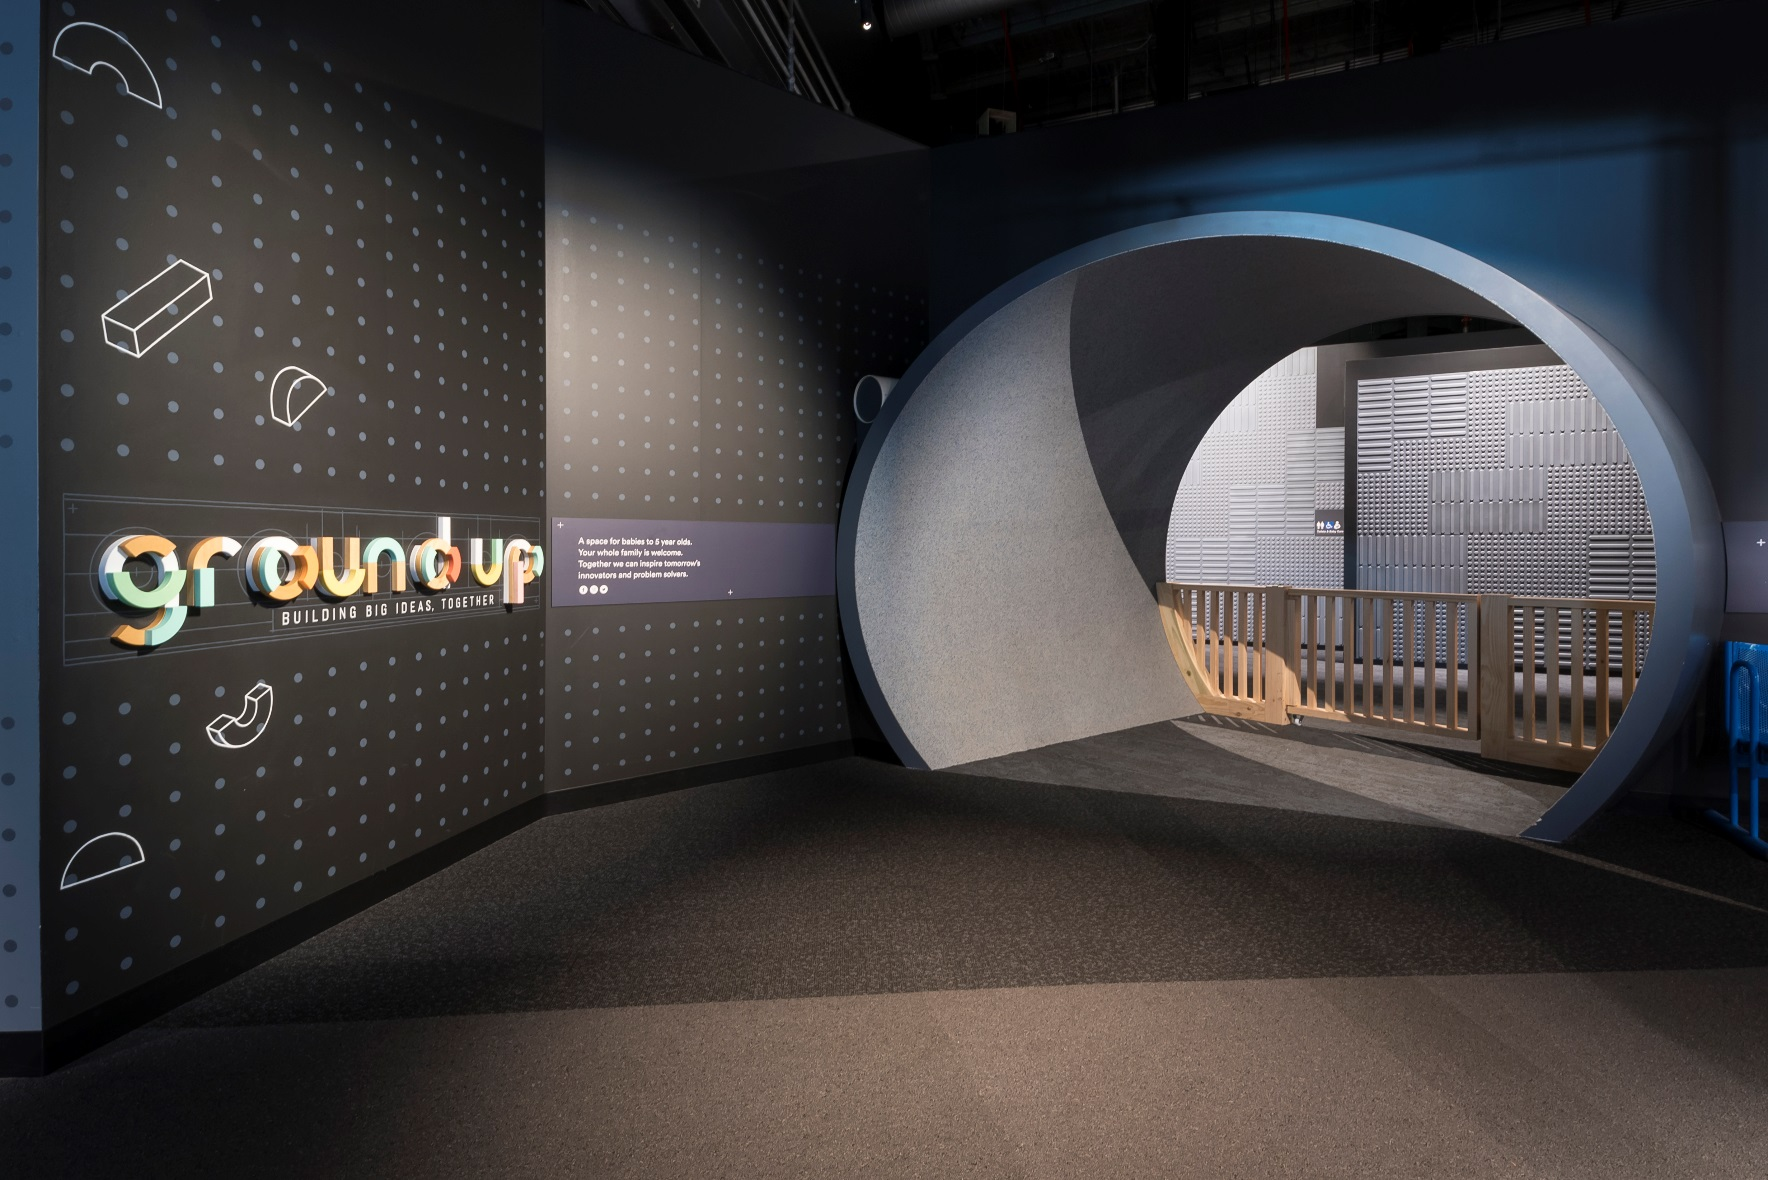 ground up
BUILDING BIG IDEAS, TOGETHER
A space for babies to 5 year olds.
Your whole family is welcome.
Together we can inspire tomorrow's
innovators and problem solvers.